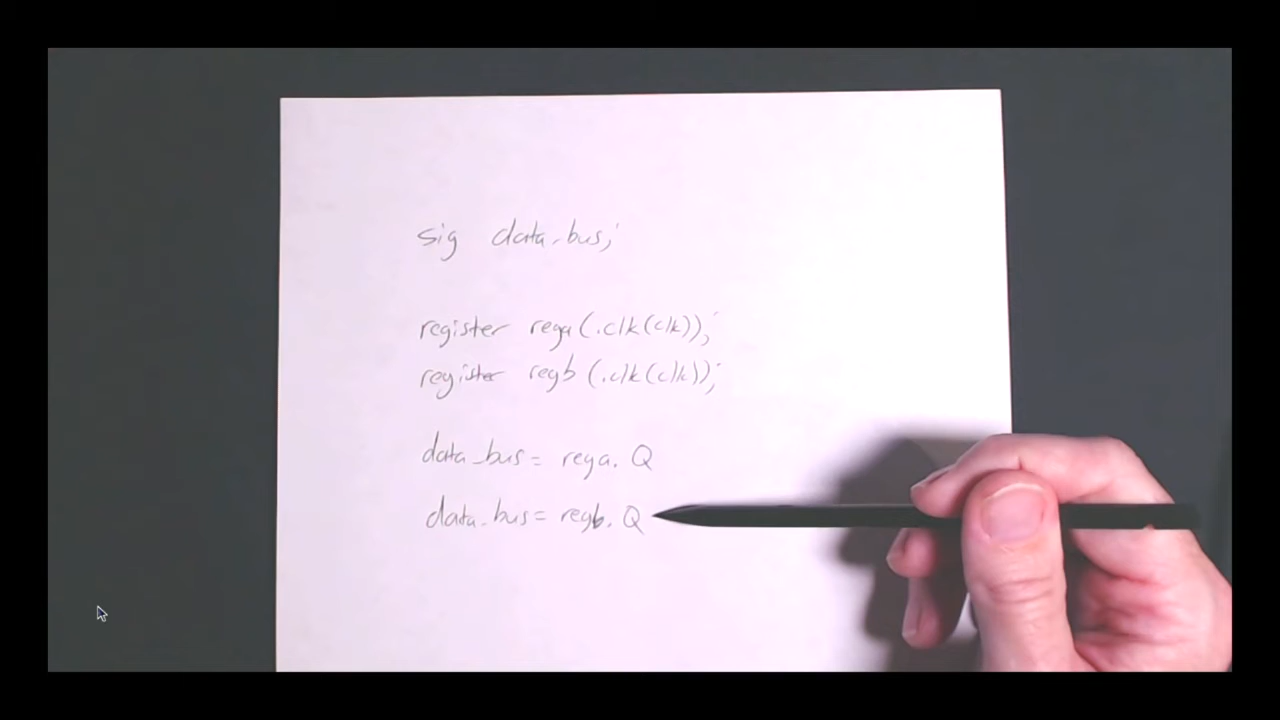 sig data_bus;
register rega (.clk(clk));
register regb (.clk(clk));
data_bus = rega.Q
data_bus = regb.Q